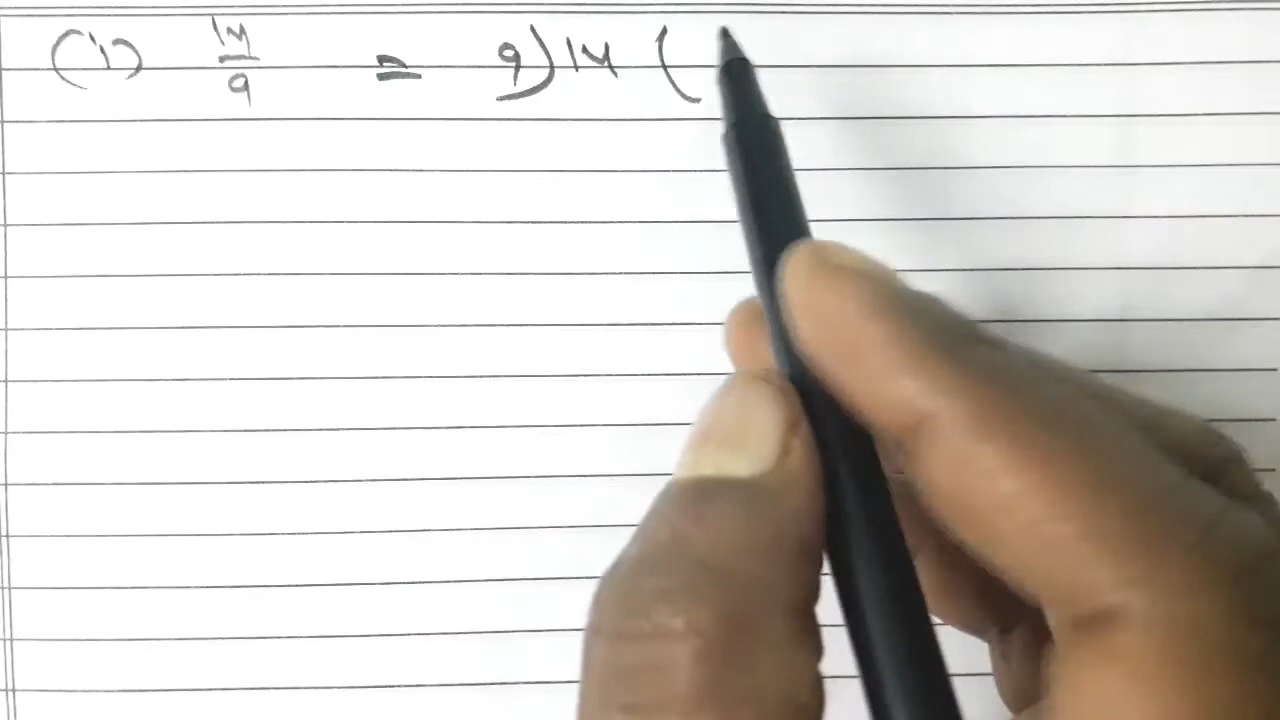 (i) 14/9 = 9)14(